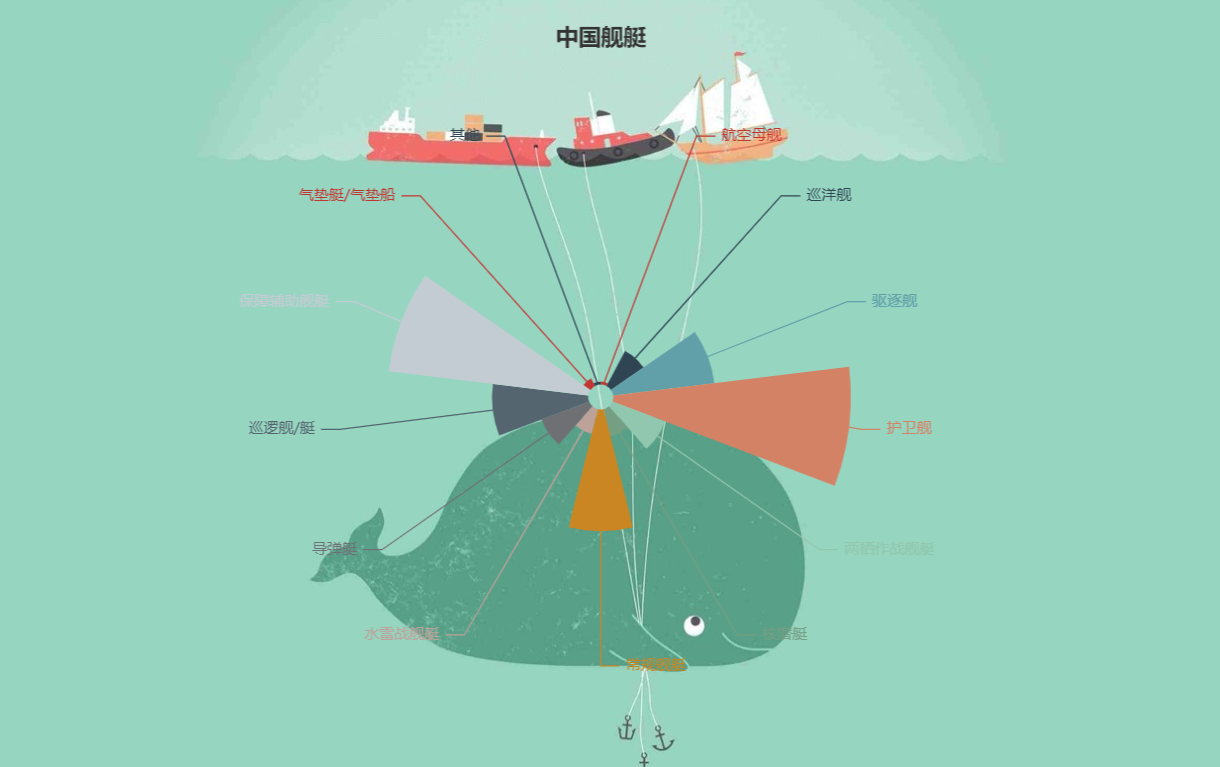 中国舰艇
其他
航空母舰
气垫艇/气垫船
巡洋舰
保障辅助舰艇
驱逐舰
巡逻舰/艇
护卫舰
导弹艇
两栖作战舰艇
水雷战舰艇
核潜艇
常规潜艇